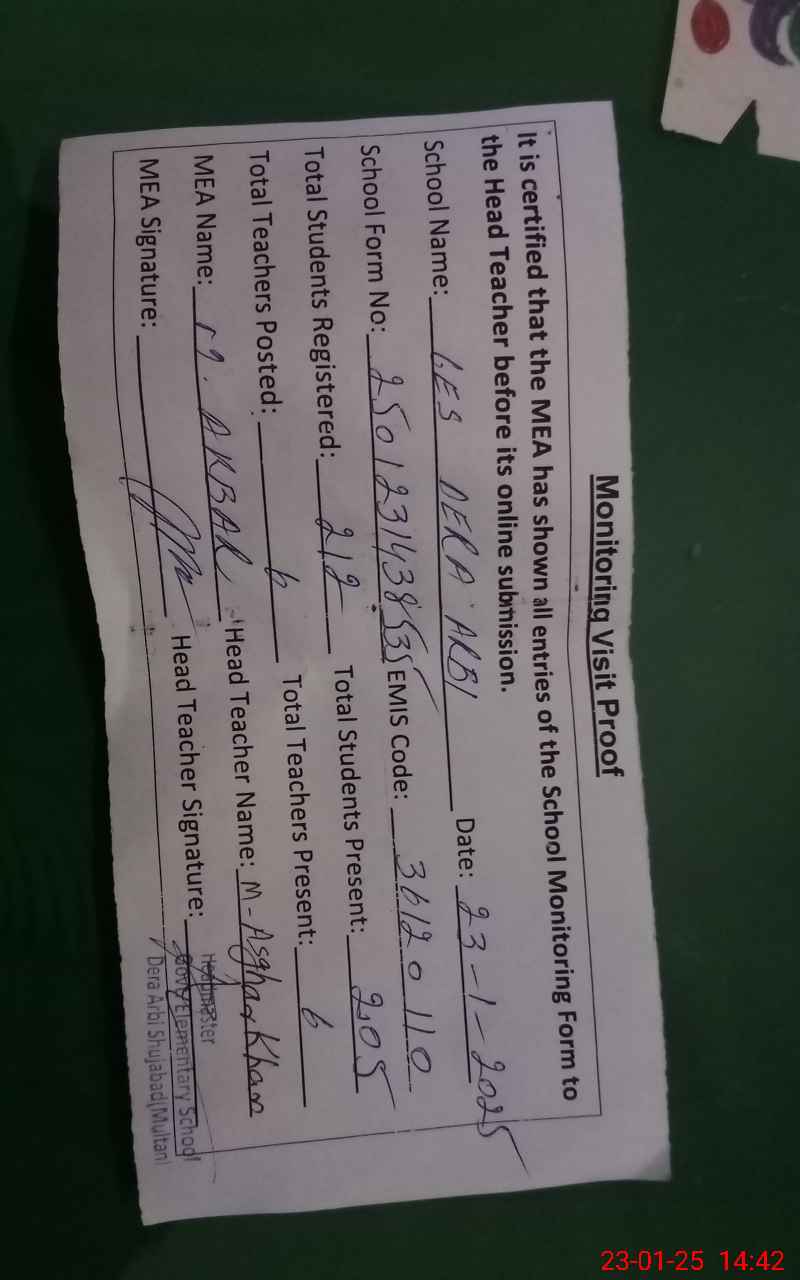 Monitoring Visit Proof
It is certified that the MEA has shown all entries of the School Monitoring Form to
the Head Teacher before its online submission.
School Name: GES DERA ARBI Date: 23-1-2025
School Form No: 2501231438535 EMIS Code: 36120110
Total Students Registered: 212 Total Students Present: 205
Total Teachers Posted: 6 Total Teachers Present: 6
MEA Name: M. AKBAR Head Teacher Name: M-Asghar Khan
MEA Signature: Head Teacher Signature:
Headmaster
Govt Elementary School
Dera Arbi Shujabad (Multan)
23-01-25 14:42